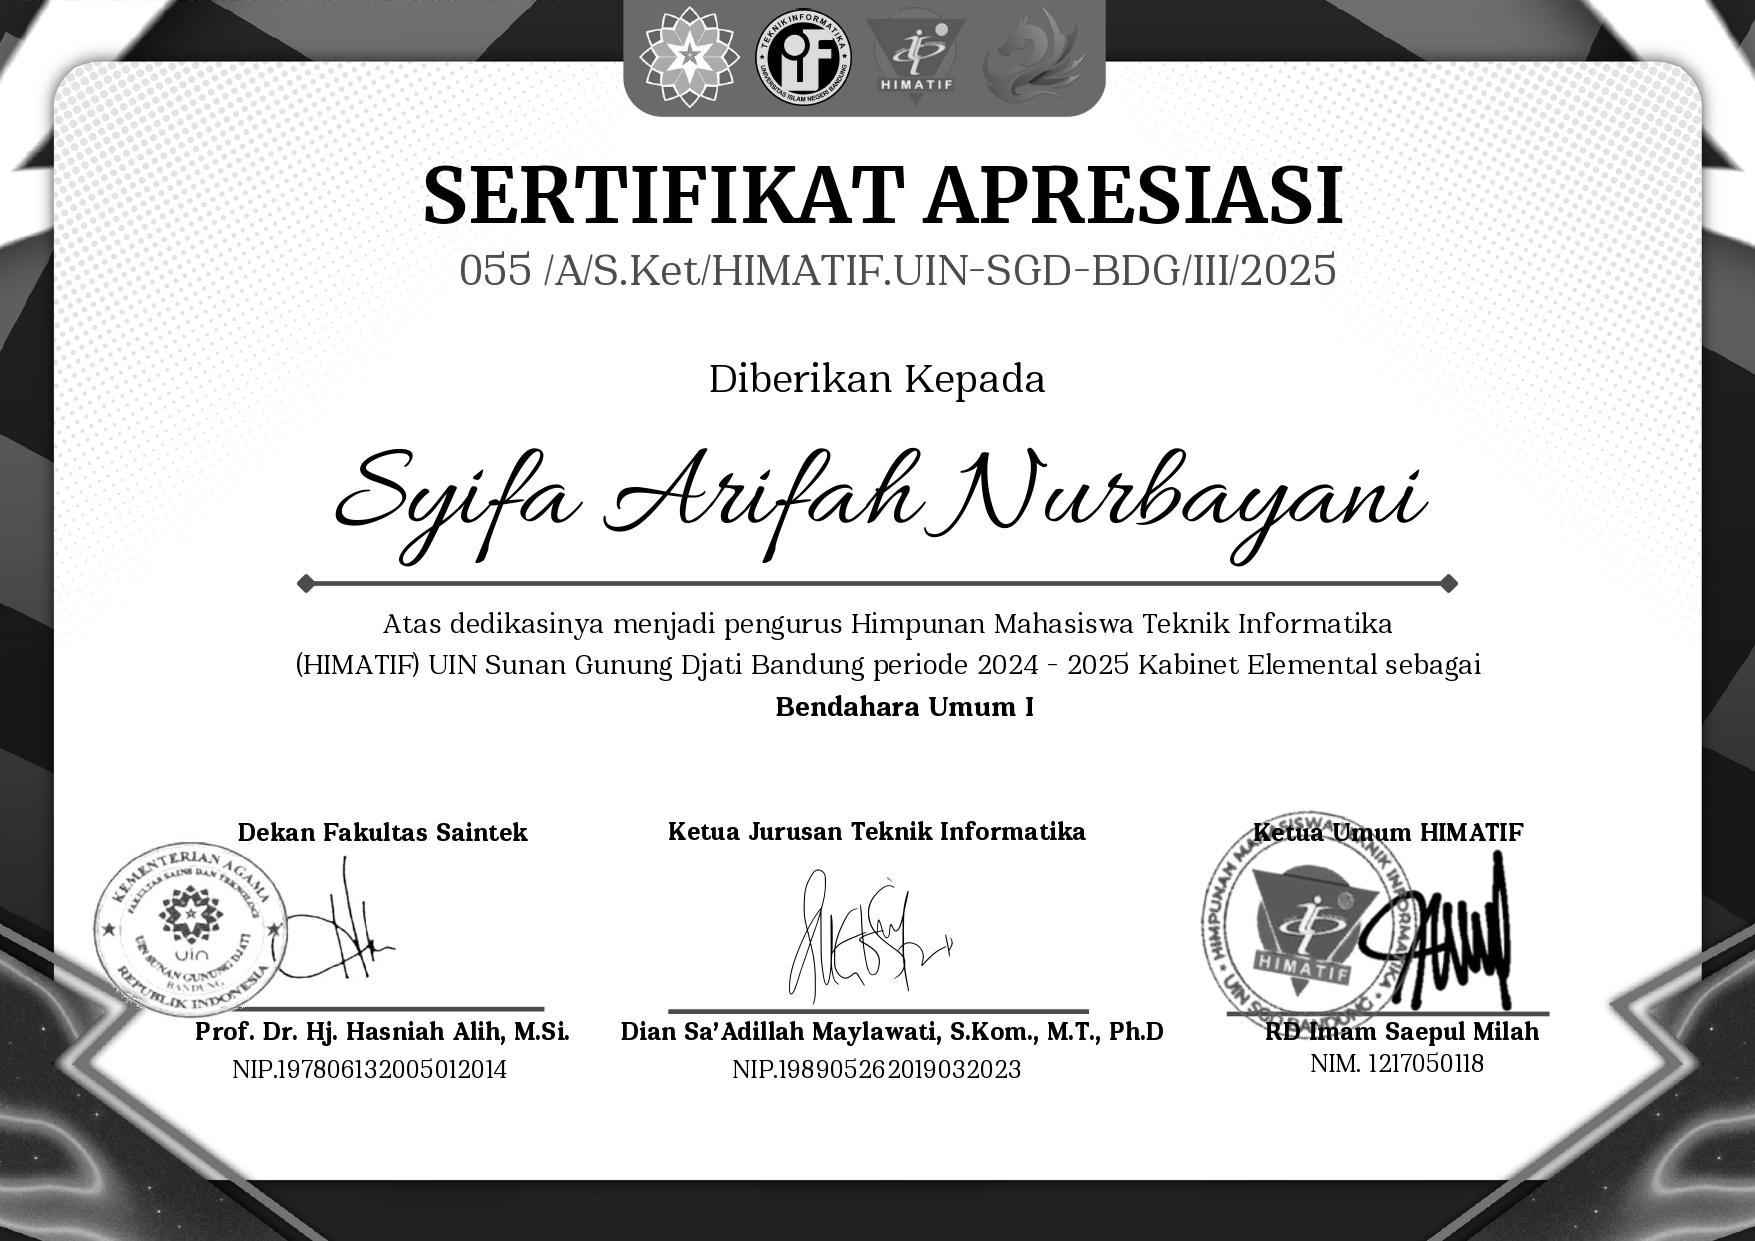 TEKNIK INFORMATIKA
UNIVERSITAS ISLAM NEGERI BANDUNG
HIMATIF
SERTIFIKAT APRESIASI
055 /A/S.Ket/HIMATIF.UIN-SGD-BDG/III/2025
Diberikan Kepada
Syifa Arifah Nurbayani
Atas dedikasinya menjadi pengurus Himpunan Mahasiswa Teknik Informatika
(HIMATIF) UIN Sunan Gunung Djati Bandung periode 2024 - 2025 Kabinet Elemental sebagai
Bendahara Umum I
Dekan Fakultas Saintek
KEMENTERIAN AGAMA
FAKULTAS SAINS DAN TEKNOLOGI
uin
UIN SUNAN GUNUNG DJATI
BANDUNG
REPUBLIK INDONESIA
Prof. Dr. Hj. Hasniah Alih, M.Si.
NIP.197806132005012014
Ketua Jurusan Teknik Informatika
Dian Sa'Adillah Maylawati, S.Kom., M.T., Ph.D
NIP.198905262019032023
Ketua Umum HIMATIF
HIMPUNAN MAHASISWA TEKNIK INFORMATIKA
HIMATIF
UIN SGD BANDUNG
RD Imam Saepul Milah
NIM. 1217050118